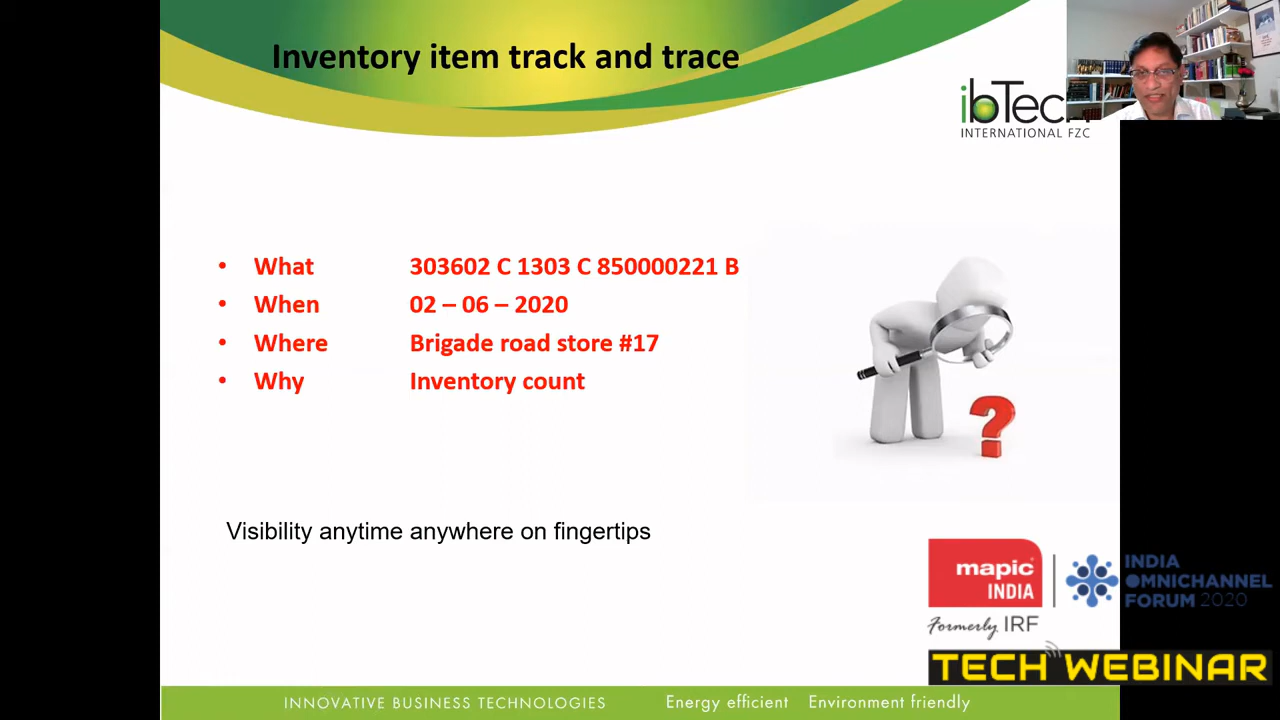 Inventory item track and trace
ibTech
INTERNATIONAL FZC
• What 303602 C 1303 C 850000221 B
• When 02 – 06 – 2020
• Where Brigade road store #17
• Why Inventory count
?
Visibility anytime anywhere on fingertips
mapic
INDIA
Formerly IRF
INDIA
OMNICHANNEL
FORUM 2020
TECH WEBINAR
INNOVATIVE BUSINESS TECHNOLOGIES Energy efficient Environment friendly